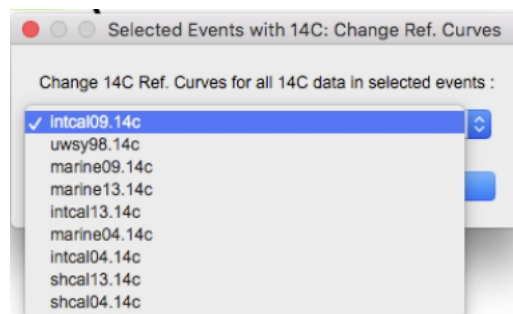 Selected Events with 14C: Change Ref. Curves
Change 14C Ref. Curves for all 14C data in selected events :
✓ intcal09.14c
uwsy98.14c
marine09.14c
marine13.14c
intcal13.14c
marine04.14c
intcal04.14c
shcal13.14c
shcal04.14c